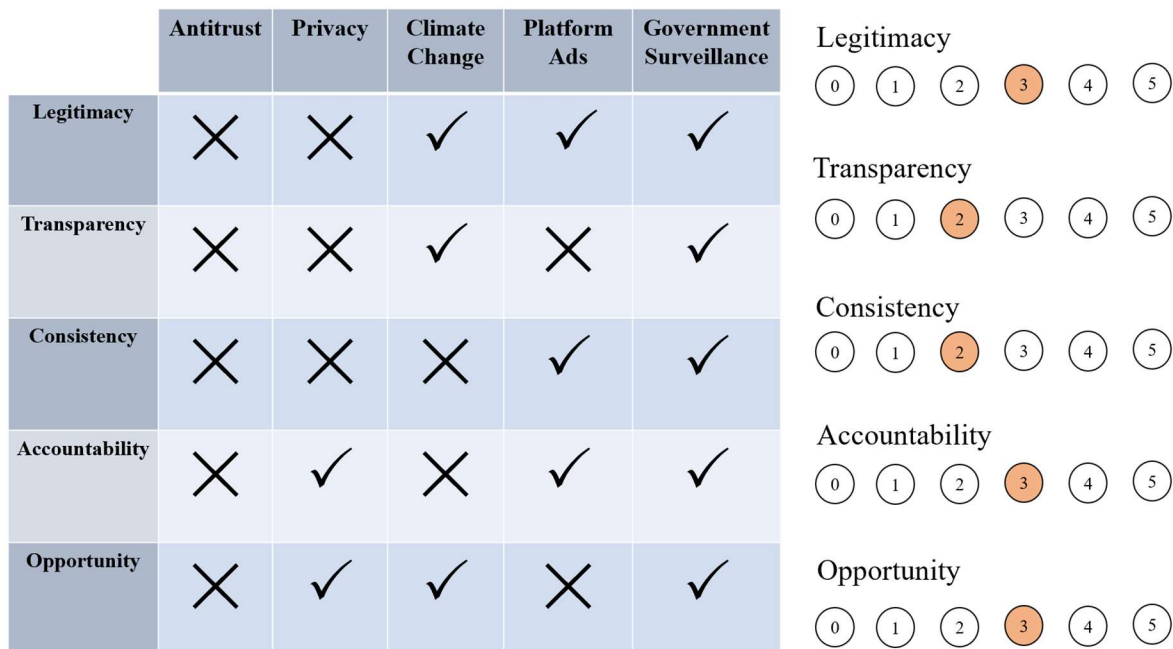 Antitrust Privacy Climate Change Platform Ads Government Surveillance
Legitimacy ✕ ✕ ✓ ✓ ✓
Transparency ✕ ✕ ✓ ✕ ✓
Consistency ✕ ✕ ✕ ✓ ✓
Accountability ✕ ✓ ✕ ✓ ✓
Opportunity ✕ ✓ ✓ ✕ ✓
Legitimacy
0 1 2 3 4 5
Transparency
0 1 2 3 4 5
Consistency
0 1 2 3 4 5
Accountability
0 1 2 3 4 5
Opportunity
0 1 2 3 4 5